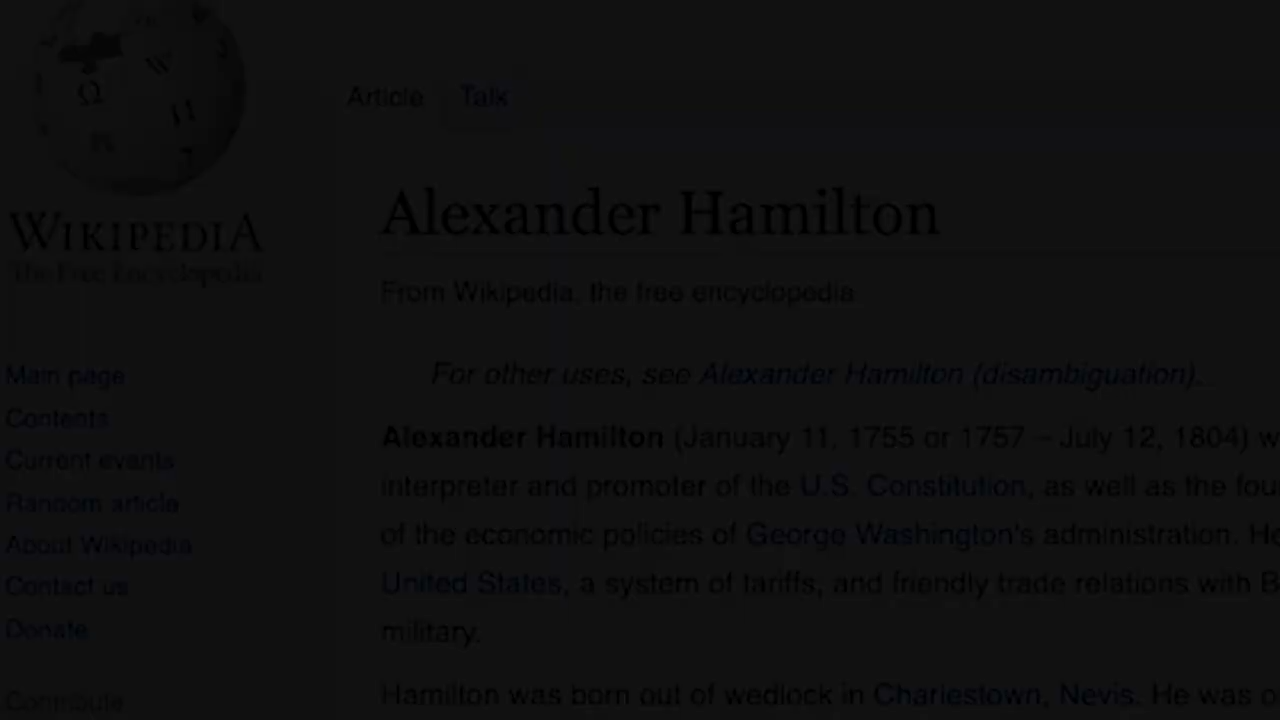 Article Talk
Alexander Hamilton
WIKIPEDIA
The Free Encyclopedia
From Wikipedia, the free encyclopedia
Main page
For other uses, see Alexander Hamilton (disambiguation).
Contents
Alexander Hamilton (January 11, 1755 or 1757 – July 12, 1804) w
Current events
interpreter and promoter of the U.S. Constitution, as well as the fou
Random article
of the economic policies of George Washington's administration. He
About Wikipedia
Contact us
United States, a system of tariffs, and friendly trade relations with B
Donate
military.
Contribute
Hamilton was born out of wedlock in Charlestown, Nevis. He was o